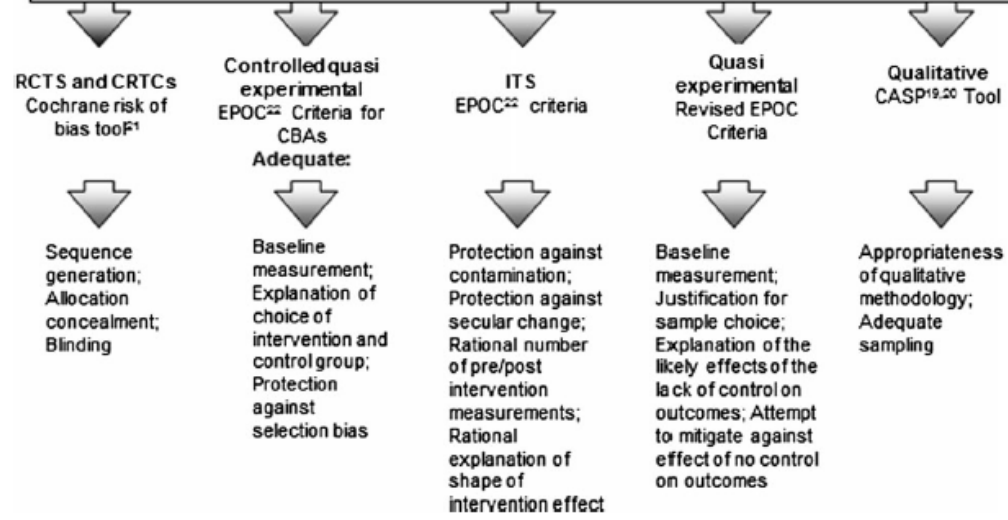 RCTS and CRTCs
Cochrane risk of
bias tooF¹
Controlled quasi
experimental
EPOC²² Criteria for
CBAs
Adequate:
ITS
EPOC²² criteria
Quasi
experimental
Revised EPOC
Criteria
Qualitative
CASP¹⁹,²⁰ Tool
Sequence
generation;
Allocation
concealment;
Blinding
Baseline
measurement;
Explanation of
choice of
intervention and
control group;
Protection
against
selection bias
Protection against
contamination;
Protection against
secular change;
Rational number
of pre/post
intervention
measurements;
Rational
explanation of
shape of
intervention effect
Baseline
measurement;
Justification for
sample choice;
Explanation of the
likely effects of the
lack of control on
outcomes; Attempt
to mitigate against
effect of no control
on outcomes
Appropriateness
of qualitative
methodology;
Adequate
sampling